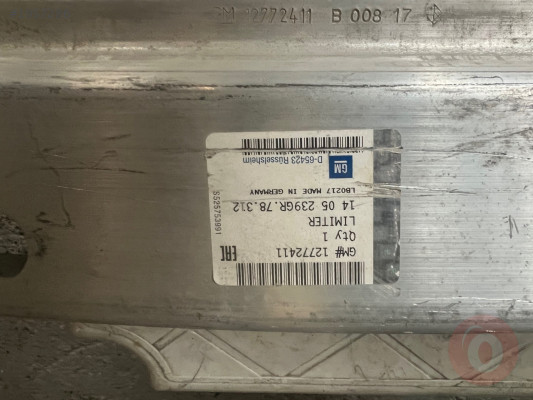 GM 12772411 B 008 17
GM# 12772411
Qty 1
LIMITER
14 05 239GR.78.312
LB0217 MADE IN GERMANY
GM
D-65423 Rüsselsheim
EAC